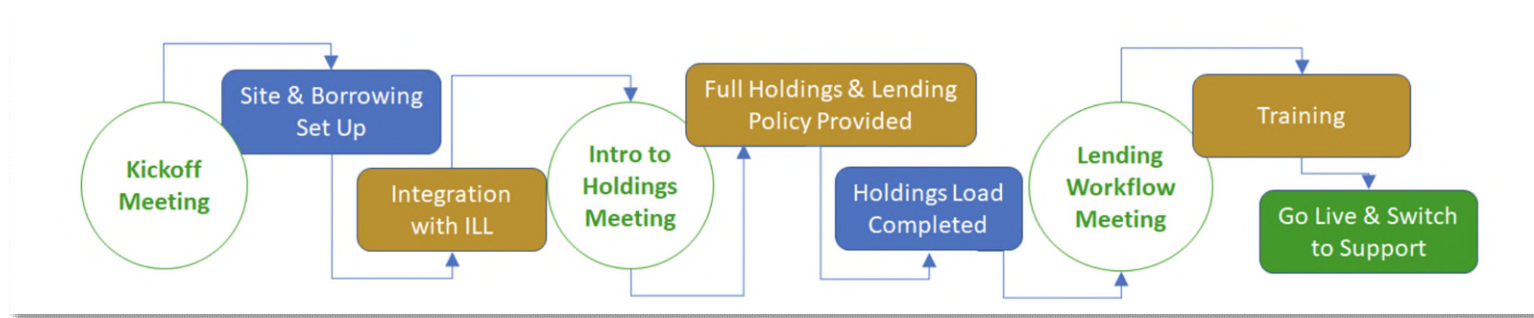 Kickoff
Meeting
Site & Borrowing
Set Up
Integration
with ILL
Intro to
Holdings
Meeting
Full Holdings & Lending
Policy Provided
Holdings Load
Completed
Lending
Workflow
Meeting
Training
Go Live & Switch
to Support